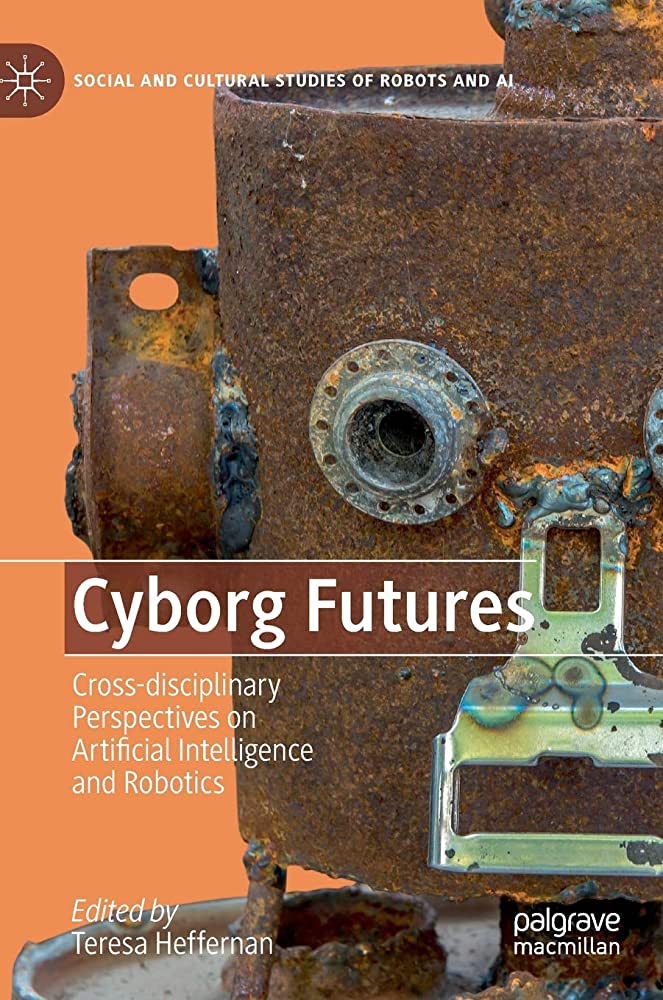 SOCIAL AND CULTURAL STUDIES OF ROBOTS AND AI
Cyborg Futures
Cross-disciplinary
Perspectives on
Artificial Intelligence
and Robotics
Edited by
Teresa Heffernan
palgrave
macmillan